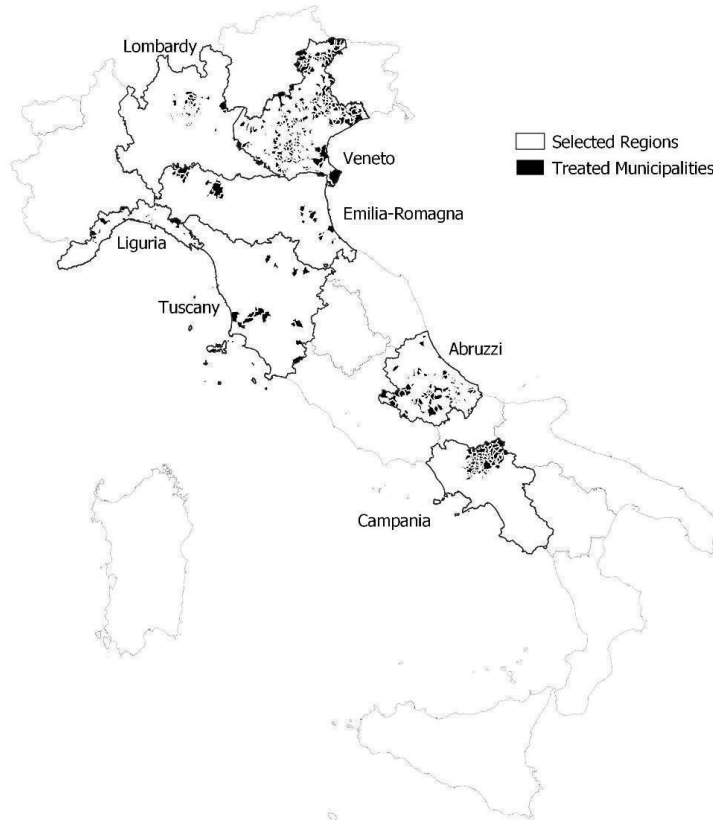 Lombardy
Selected Regions
Treated Municipalities
Veneto
Emilia-Romagna
Liguria
Tuscany
Abruzzi
Campania